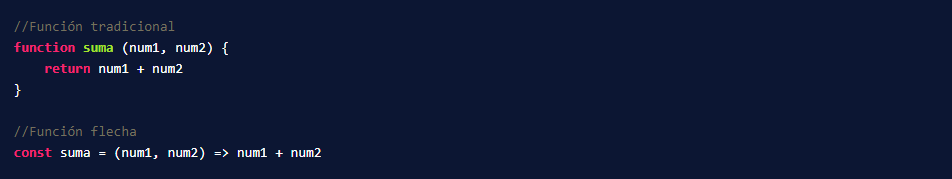 //Función tradicional
function suma (num1, num2) {
    return num1 + num2
}

//Función flecha
const suma = (num1, num2) => num1 + num2